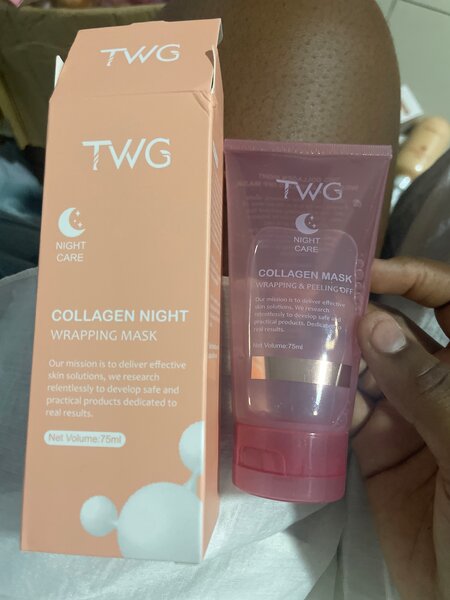 TWG
TWG
NIGHT
CARE
COLLAGEN NIGHT
WRAPPING MASK
Our mission is to deliver effective
skin solutions, we research
relentlessly to develop safe and
practical products dedicated to
real results.
Net Volume:75ml
TWG
NIGHT
CARE
COLLAGEN MASK
WRAPPING & PEELING OFF
Our mission is to deliver effective
skin solutions. We research
relentlessly to develop safe and
practical products. Dedicated to
real results.
Net Volume:75ml